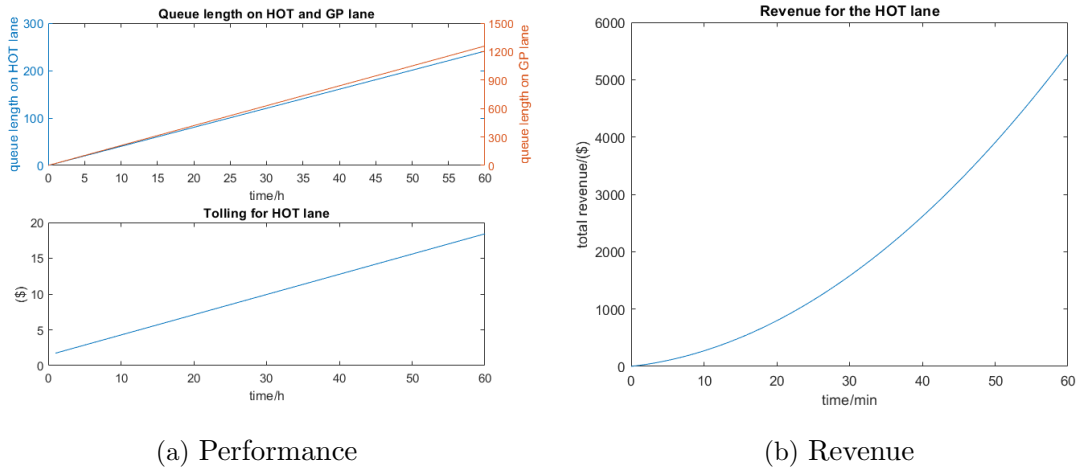 Queue length on HOT and GP lane
queue length on HOT lane
300
200
100
0
1500
1200
900
600
300
0
queue length on GP lane
0 5 10 15 20 25 30 35 40 45 50 55 60
time/h
Tolling for HOT lane
($)
20
15
10
5
0
0 10 20 30 40 50 60
time/h
(a) Performance
Revenue for the HOT lane
total revenue/($)
6000
5000
4000
3000
2000
1000
0
0 10 20 30 40 50 60
time/min
(b) Revenue